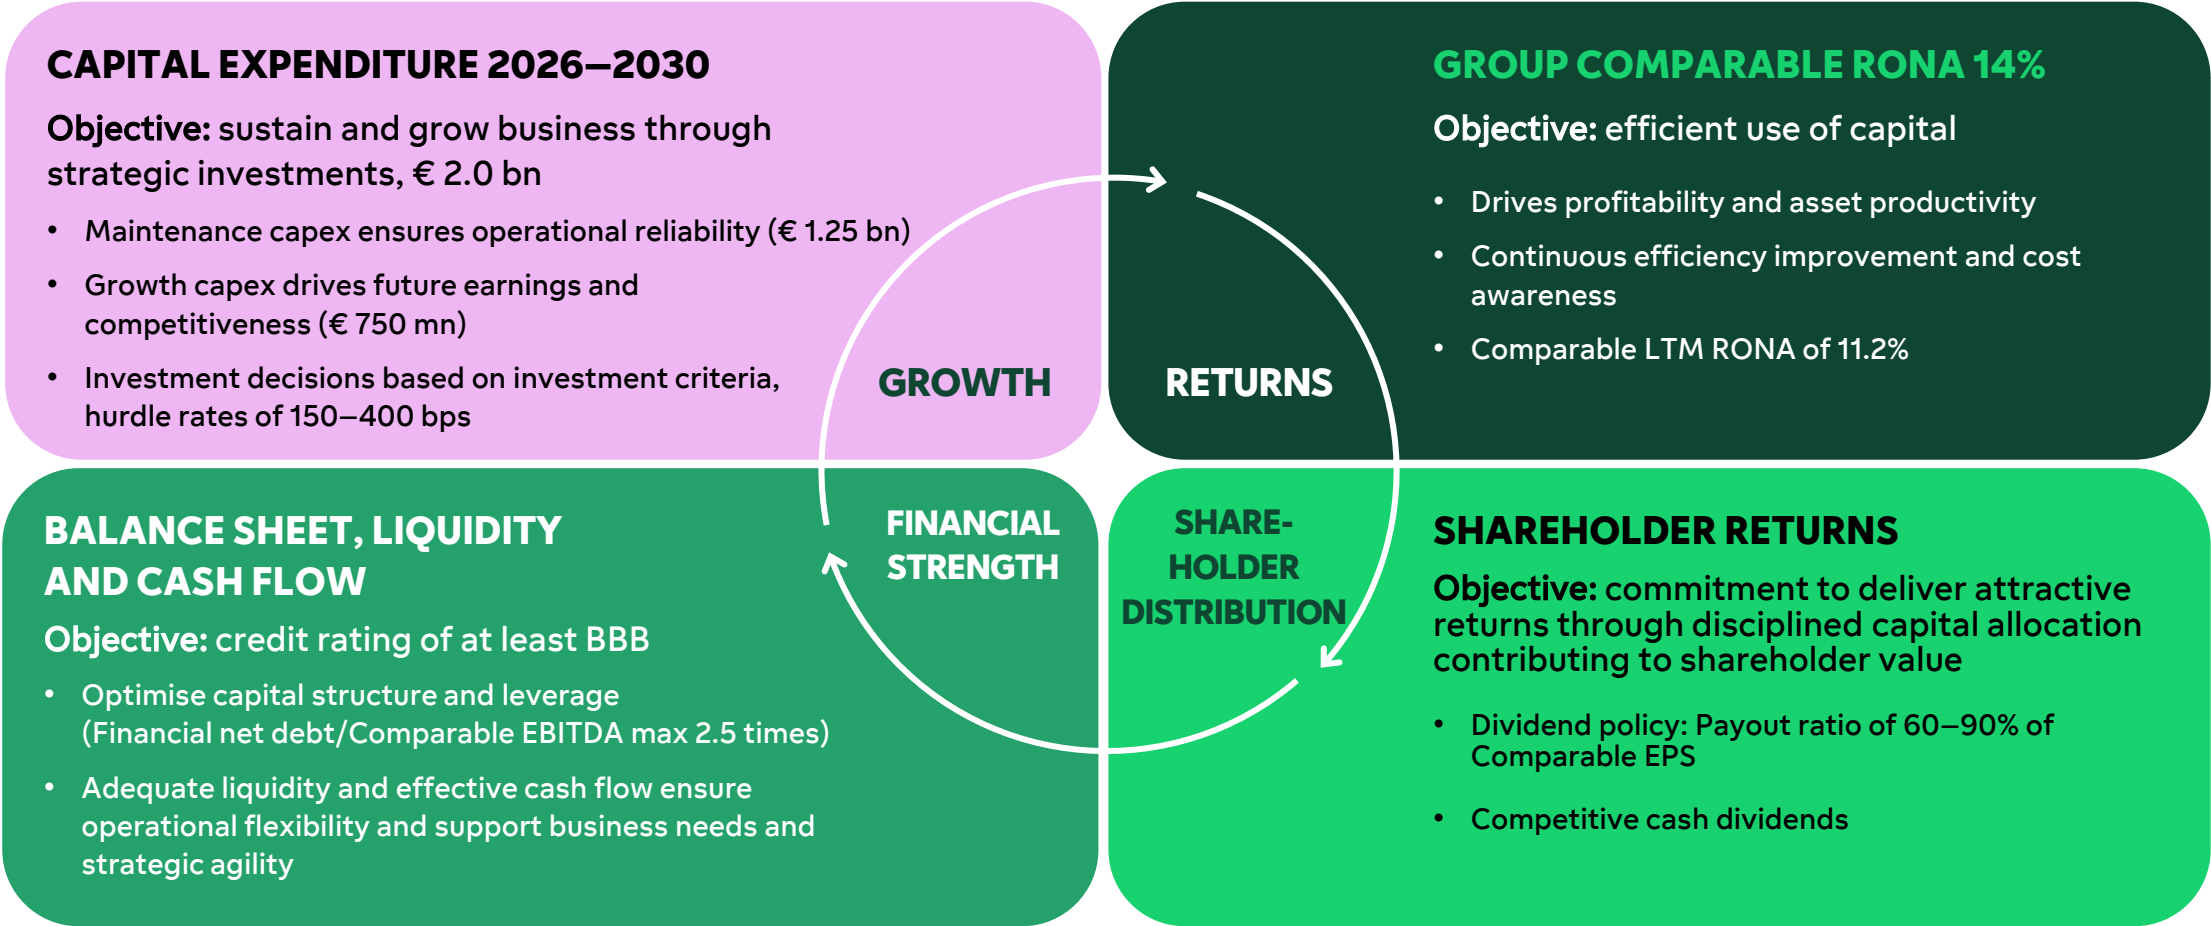 CAPITAL EXPENDITURE 2026–2030
Objective: sustain and grow business through
strategic investments, € 2.0 bn
• Maintenance capex ensures operational reliability (€ 1.25 bn)
• Growth capex drives future earnings and
competitiveness (€ 750 mn)
• Investment decisions based on investment criteria,
hurdle rates of 150–400 bps
GROWTH
GROUP COMPARABLE RONA 14%
Objective: efficient use of capital
• Drives profitability and asset productivity
• Continuous efficiency improvement and cost
awareness
• Comparable LTM RONA of 11.2%
RETURNS
BALANCE SHEET, LIQUIDITY
AND CASH FLOW
Objective: credit rating of at least BBB
• Optimise capital structure and leverage
(Financial net debt/Comparable EBITDA max 2.5 times)
• Adequate liquidity and effective cash flow ensure
operational flexibility and support business needs and
strategic agility
FINANCIAL
STRENGTH
SHARE-
HOLDER
DISTRIBUTION
SHAREHOLDER RETURNS
Objective: commitment to deliver attractive
returns through disciplined capital allocation
contributing to shareholder value
• Dividend policy: Payout ratio of 60–90% of
Comparable EPS
• Competitive cash dividends